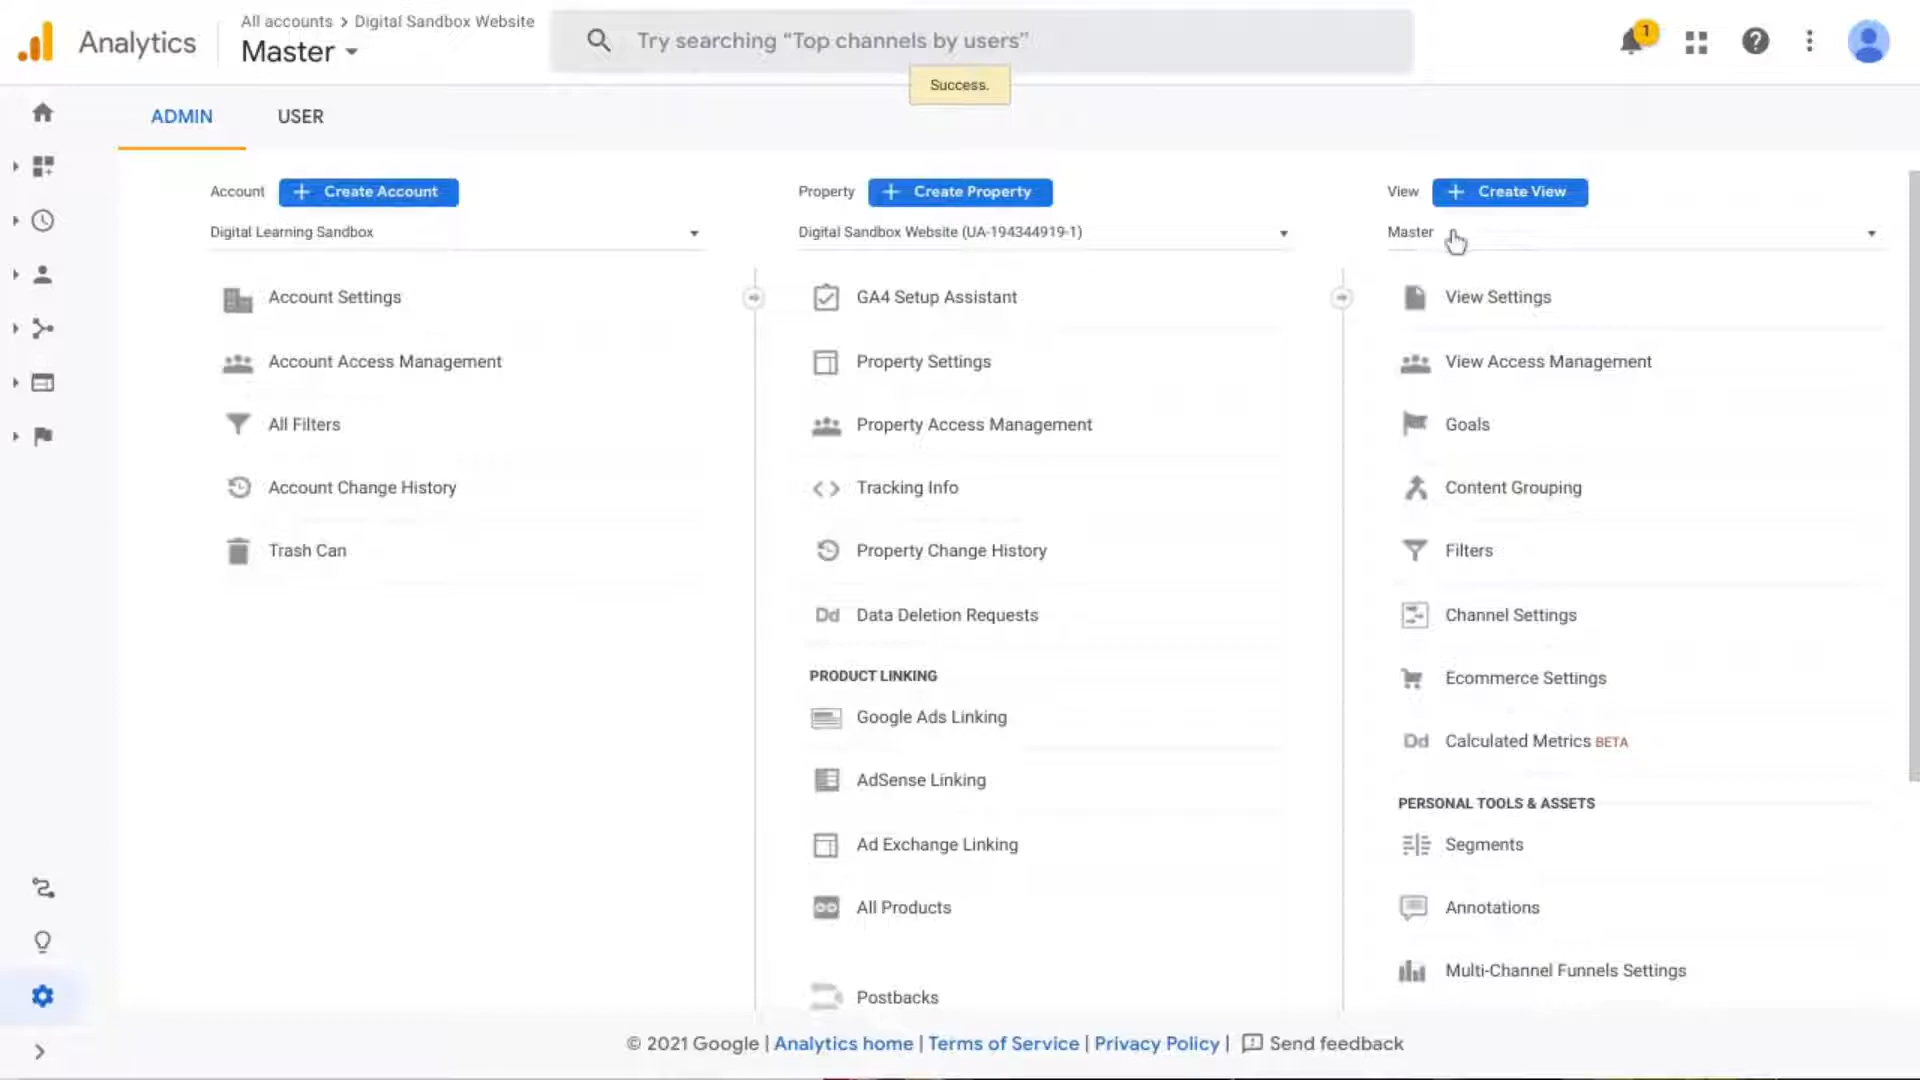 Analytics
All accounts > Digital Sandbox Website
Master
Try searching “Top channels by users”
1
Success.
ADMIN
USER
Account
+ Create Account
Digital Learning Sandbox
Account Settings
Account Access Management
All Filters
Account Change History
Trash Can
Property
+ Create Property
Digital Sandbox Website (UA-194344919-1)
GA4 Setup Assistant
Property Settings
Property Access Management
Tracking Info
Property Change History
Dd Data Deletion Requests
PRODUCT LINKING
Google Ads Linking
AdSense Linking
Ad Exchange Linking
All Products
Postbacks
View
+ Create View
Master
View Settings
View Access Management
Goals
Content Grouping
Filters
Channel Settings
Ecommerce Settings
Dd Calculated Metrics BETA
PERSONAL TOOLS & ASSETS
Segments
Annotations
Multi-Channel Funnels Settings
© 2021 Google | Analytics home | Terms of Service | Privacy Policy | Send feedback